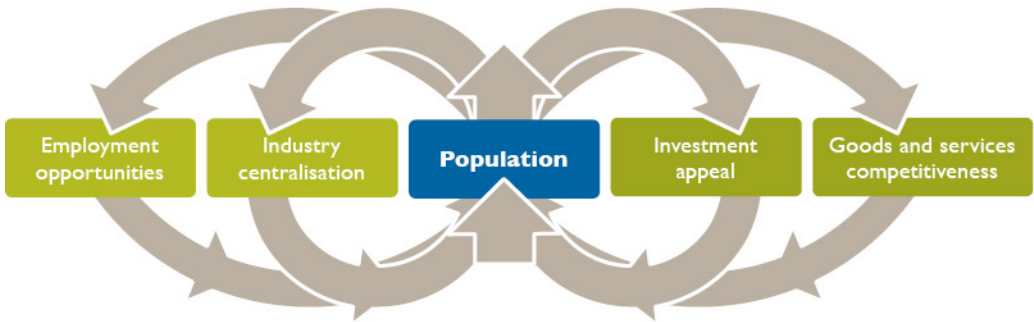 Employment
opportunities
Industry
centralisation
Population
Investment
appeal
Goods and services
competitiveness